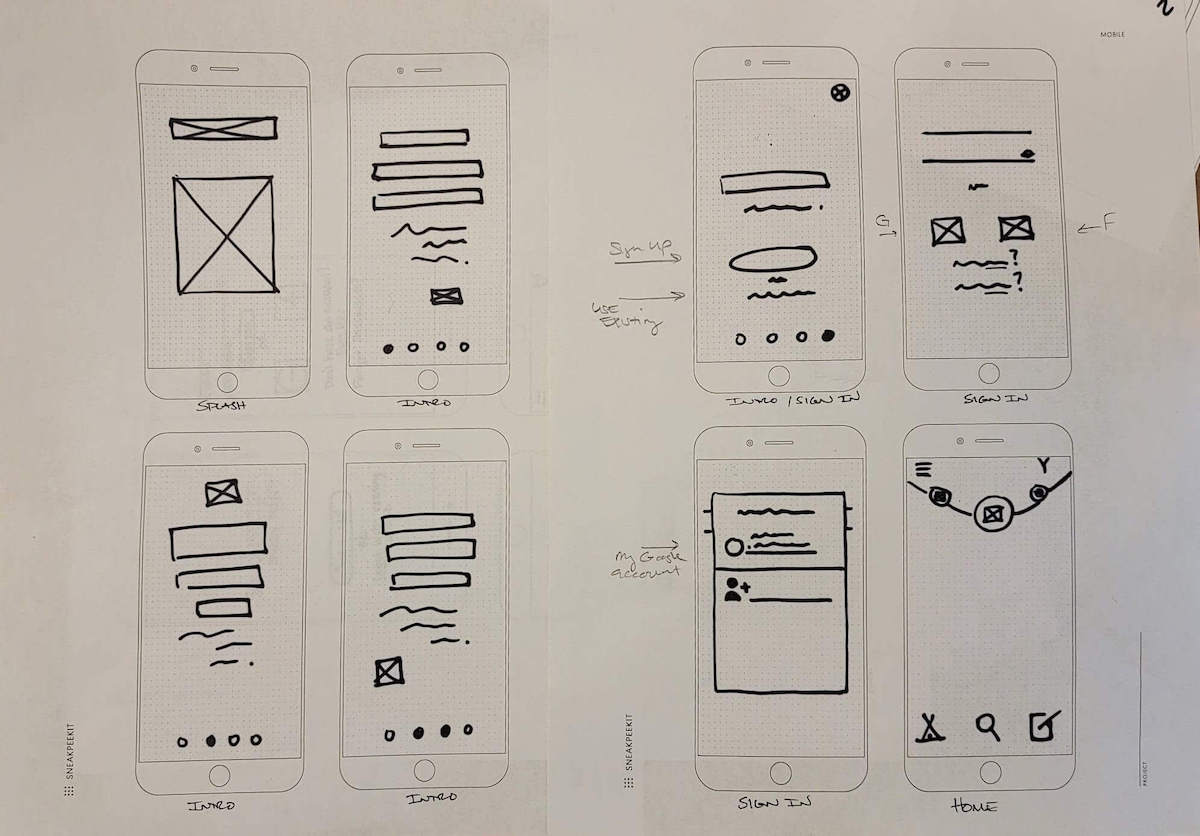 MOBILE
SPLASH
INTRO
Sign UP
USE
Existing
INTRO / SIGN IN
G
F
?
?
SIGN IN
SNEAKPEEKIT
INTRO
INTRO
SNEAKPEEKIT
My Google
account
SIGN IN
Y
HOME
PROJECT